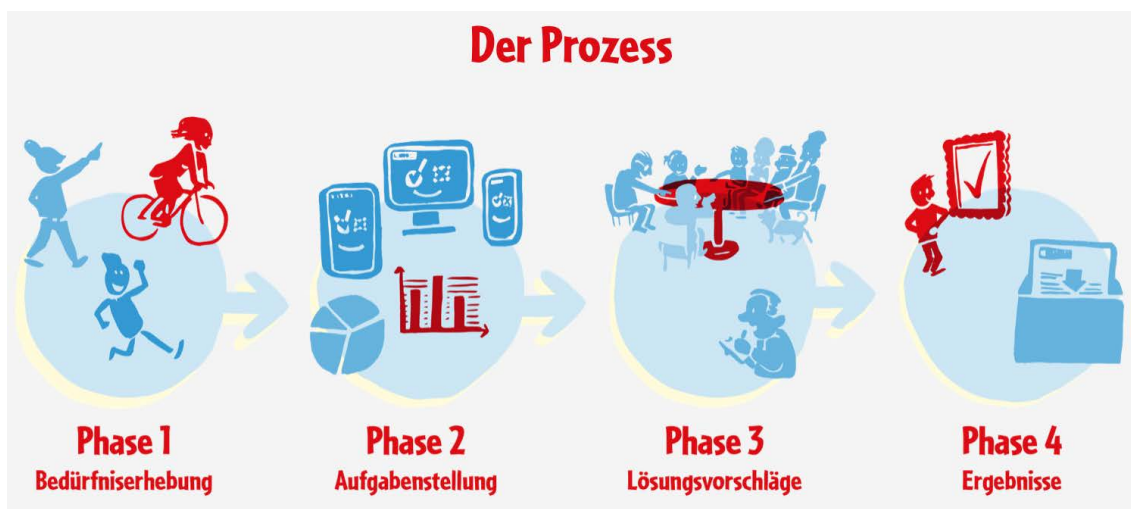 Der Prozess
Phase 1
Bedürfniserhebung
Phase 2
Aufgabenstellung
Phase 3
Lösungsvorschläge
Phase 4
Ergebnisse